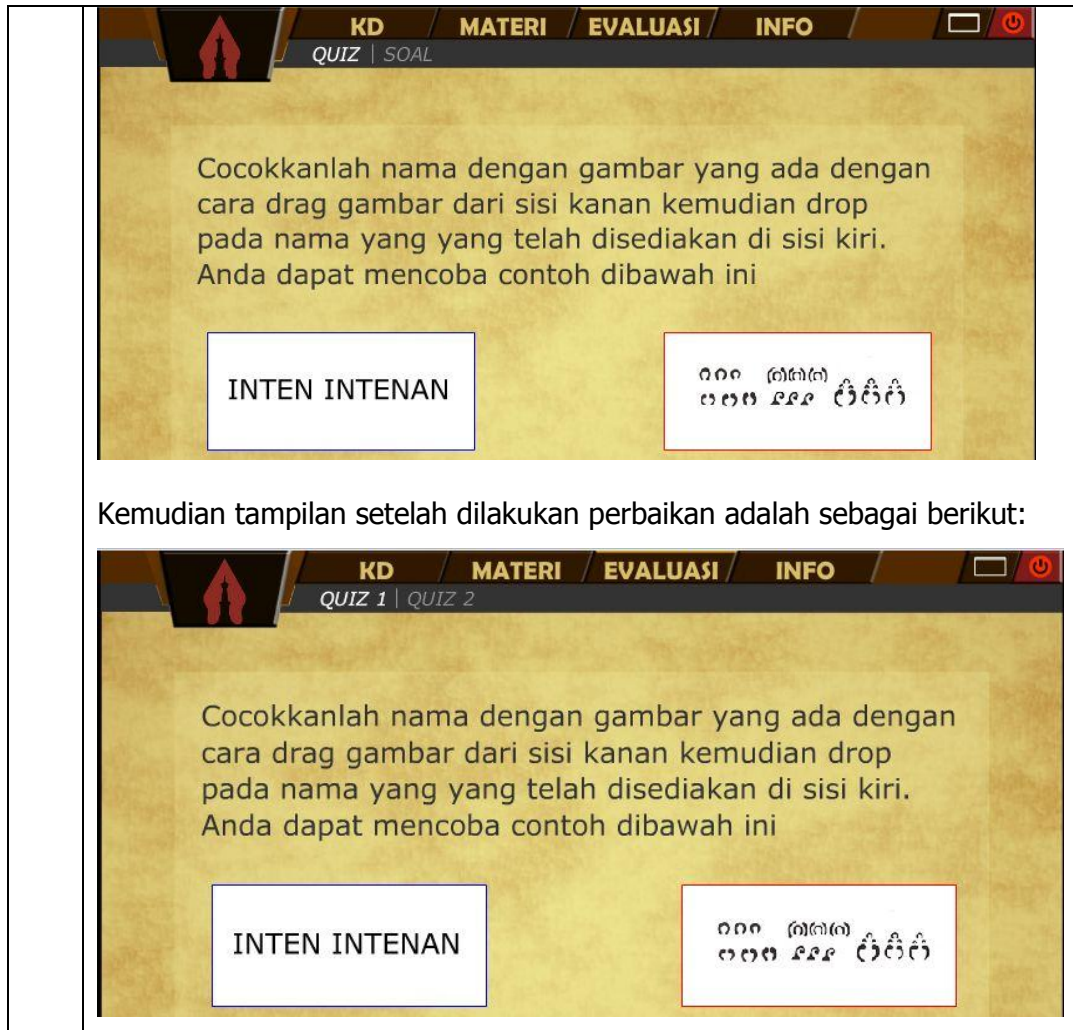 KD MATERI EVALUASI INFO
QUIZ | SOAL
Cocokkanlah nama dengan gambar yang ada dengan
cara drag gambar dari sisi kanan kemudian drop
pada nama yang yang telah disediakan di sisi kiri.
Anda dapat mencoba contoh dibawah ini
INTEN INTENAN
Kemudian tampilan setelah dilakukan perbaikan adalah sebagai berikut:
KD MATERI EVALUASI INFO
QUIZ 1 | QUIZ 2
Cocokkanlah nama dengan gambar yang ada dengan
cara drag gambar dari sisi kanan kemudian drop
pada nama yang yang telah disediakan di sisi kiri.
Anda dapat mencoba contoh dibawah ini
INTEN INTENAN